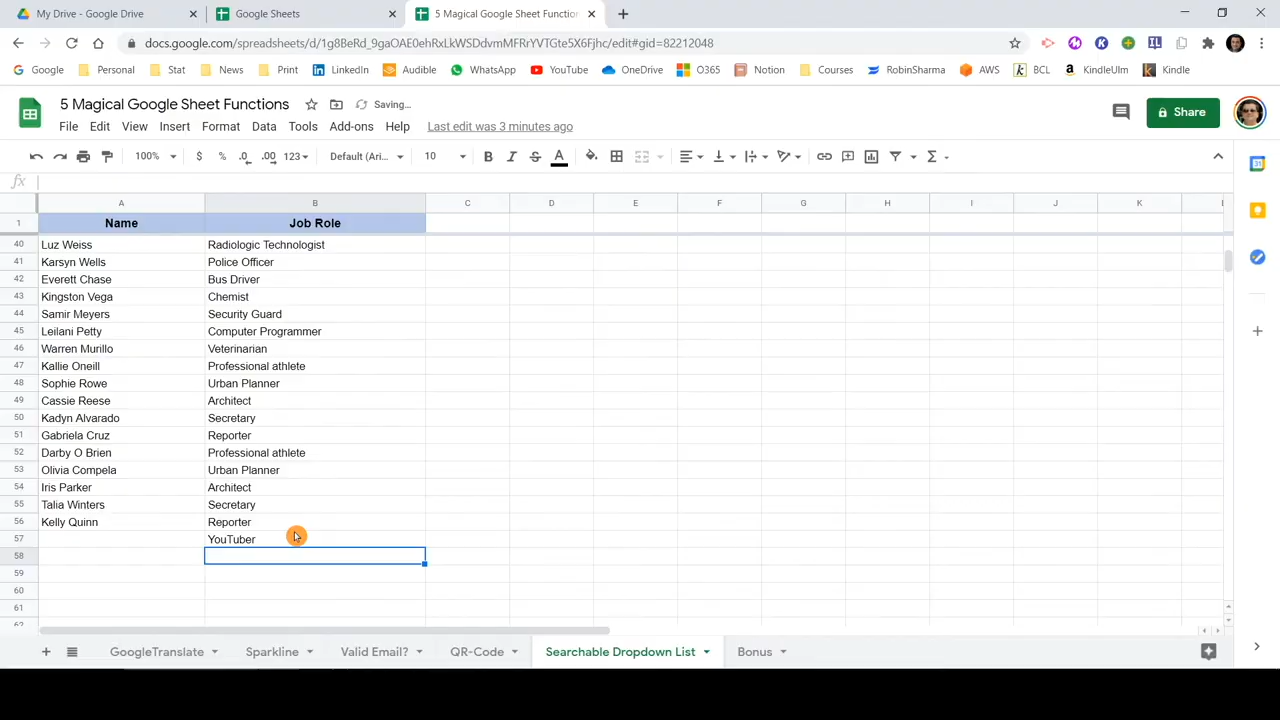 My Drive - Google Drive
Google Sheets
5 Magical Google Sheet Function
docs.google.com/spreadsheets/d/1g8BeRd_9gaOAE0ehRxLkWSDdvmMFRrYVTGte5X6Fjhc/edit#gid=82212048
Google Personal Stat News Print LinkedIn Audible WhatsApp YouTube OneDrive O365 Notion Courses RobinSharma AWS BCL KindleUlm Kindle
5 Magical Google Sheet Functions Saving...
File Edit View Insert Format Data Tools Add-ons Help Last edit was 3 minutes ago
Share
100% $ % .0 .00 123 Default (Ari... 10 B I S A
fx
A B C D E F G H I J K
1 Name Job Role
40 Luz Weiss Radiologic Technologist
41 Karsyn Wells Police Officer
42 Everett Chase Bus Driver
43 Kingston Vega Chemist
44 Samir Meyers Security Guard
45 Leilani Petty Computer Programmer
46 Warren Murillo Veterinarian
47 Kallie Oneill Professional athlete
48 Sophie Rowe Urban Planner
49 Cassie Reese Architect
50 Kadyn Alvarado Secretary
51 Gabriela Cruz Reporter
52 Darby O Brien Professional athlete
53 Olivia Compela Urban Planner
54 Iris Parker Architect
55 Talia Winters Secretary
56 Kelly Quinn Reporter
57 YouTuber
58
59
60
61
62
GoogleTranslate Sparkline Valid Email? QR-Code Searchable Dropdown List Bonus